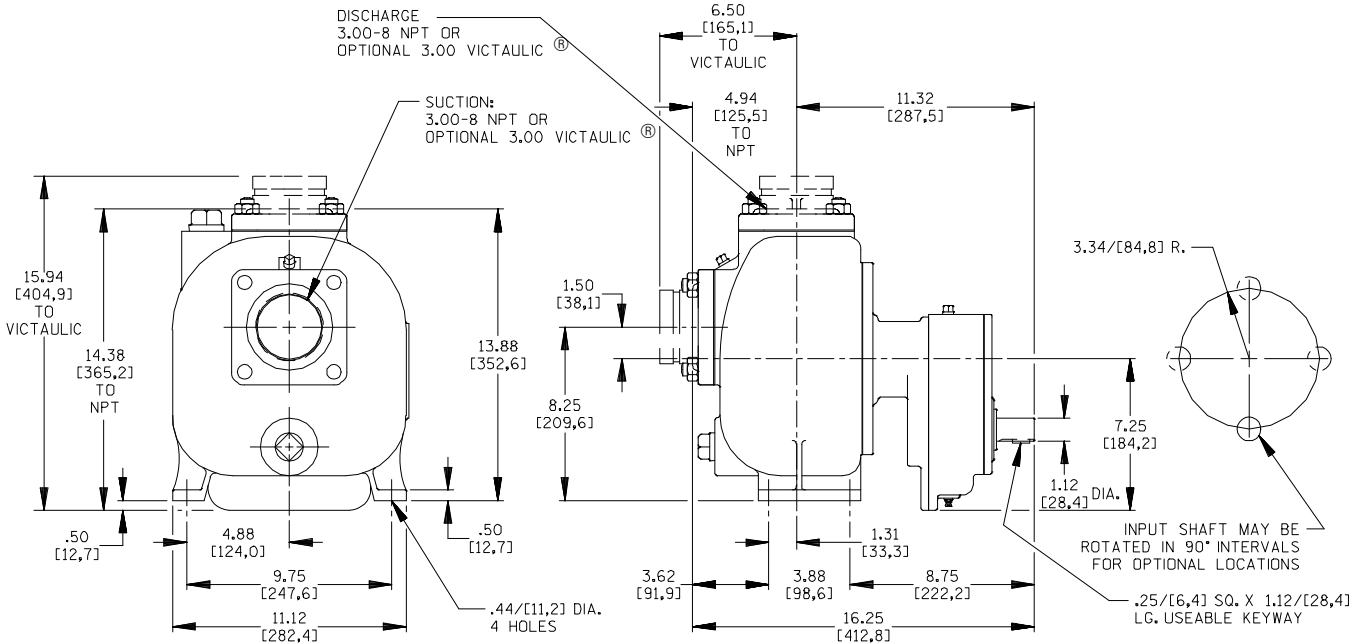 DISCHARGE
3.00-8 NPT OR
OPTIONAL 3.00 VICTAULIC ®
SUCTION:
3.00-8 NPT OR
OPTIONAL 3.00 VICTAULIC ®
6.50
[165,1]
TO
VICTAULIC
4.94
[125,5]
TO
NPT
11.32
[287,5]
15.94
[404,9]
TO
VICTAULIC
14.38
[365,2]
TO
NPT
13.88
[352,6]
1.50
[38,1]
8.25
[209,6]
3.34/[84,8] R.
7.25
[184,2]
1.12
[28,4] DIA.
.50
[12,7]
4.88
[124,0]
.50
[12,7]
9.75
[247,6]
11.12
[282,4]
.44/[11,2] DIA.
4 HOLES
1.31
[33,3]
3.62
[91,9]
3.88
[98,6]
8.75
[222,2]
16.25
[412,8]
INPUT SHAFT MAY BE
ROTATED IN 90° INTERVALS
FOR OPTIONAL LOCATIONS
.25/[6,4] SQ. X 1.12/[28,4]
LG. USEABLE KEYWAY